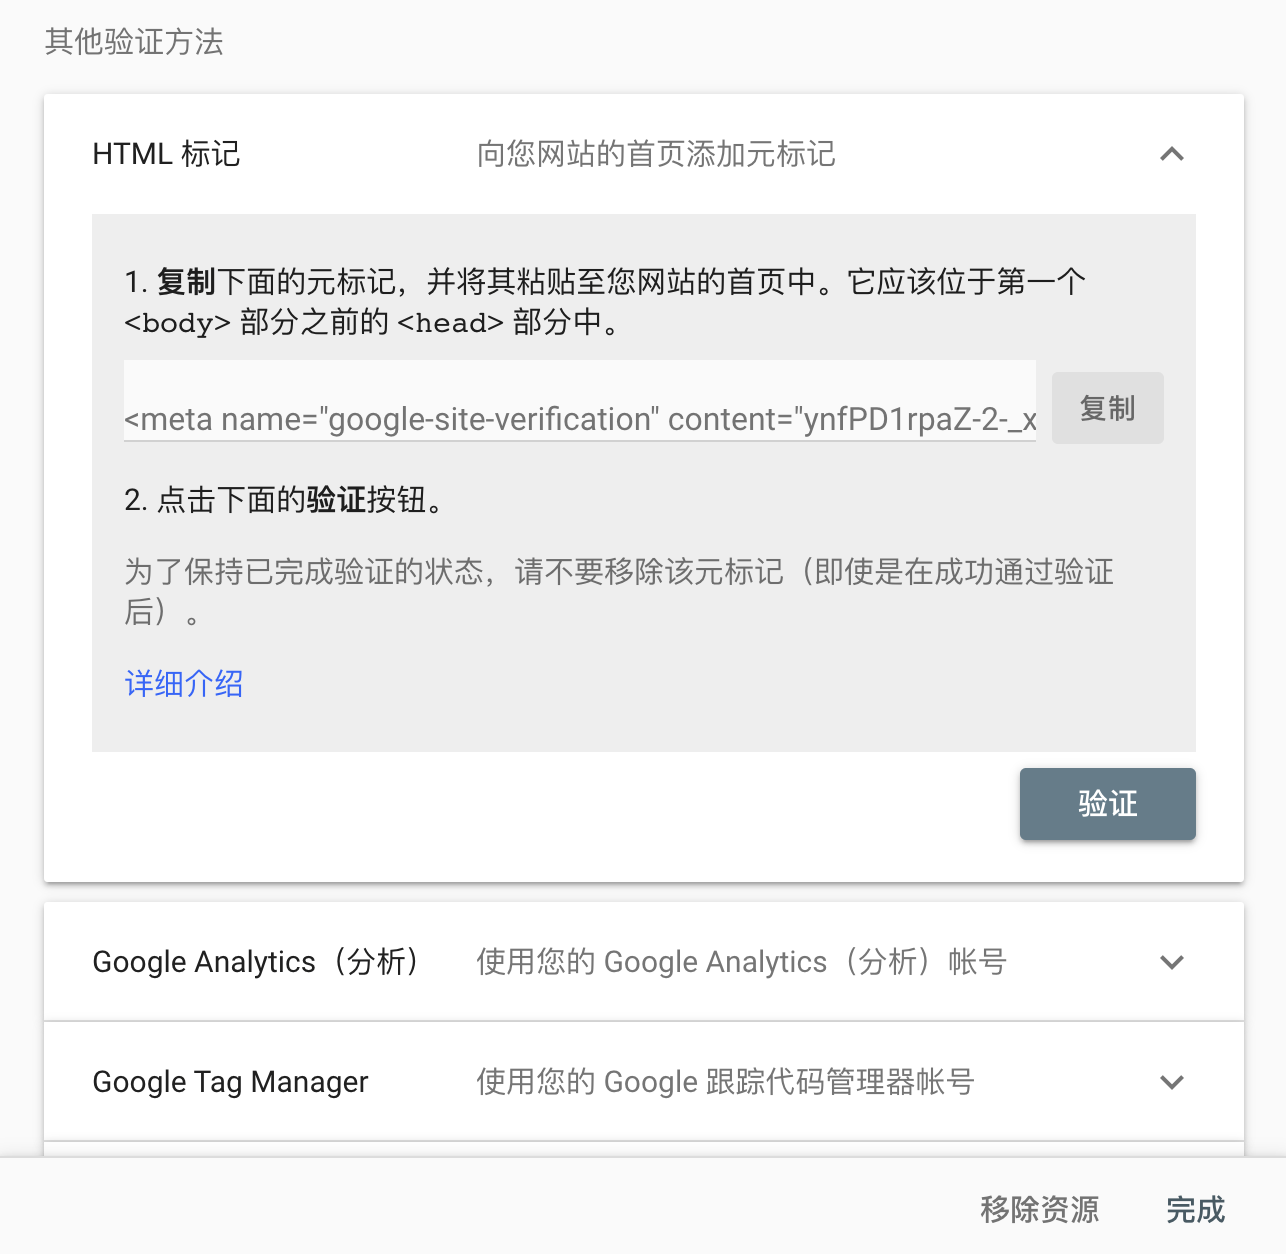 其他验证方法
HTML 标记
向您网站的首页添加元标记
1. 复制下面的元标记，并将其粘贴至您网站的首页中。它应该位于第一个
<body> 部分之前的 <head> 部分中。
<meta name="google-site-verification" content="ynfPD1rpaZ-2-_x
复制
2. 点击下面的验证按钮。
为了保持已完成验证的状态，请不要移除该元标记（即使是在成功通过验证
后）。
详细介绍
验证
Google Analytics（分析）
使用您的 Google Analytics（分析）帐号
Google Tag Manager
使用您的 Google 跟踪代码管理器帐号
移除资源
完成